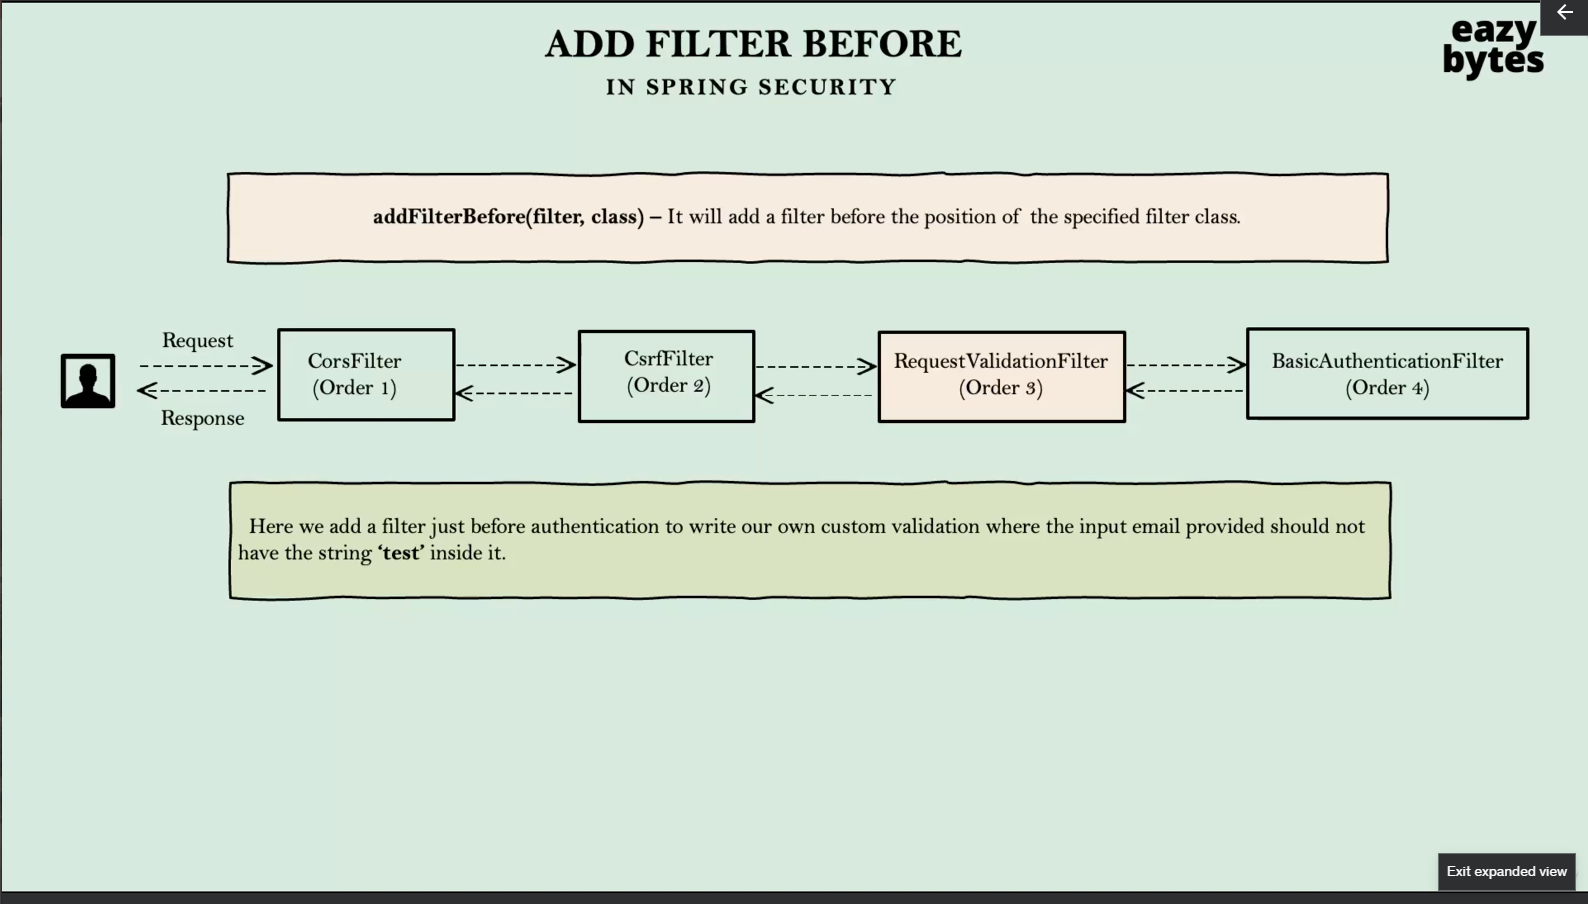 ADD FILTER BEFORE
IN SPRING SECURITY
eazy
bytes
addFilterBefore(filter, class) – It will add a filter before the position of the specified filter class.
Request
Response
CorsFilter
(Order 1)
CsrfFilter
(Order 2)
RequestValidationFilter
(Order 3)
BasicAuthenticationFilter
(Order 4)
Here we add a filter just before authentication to write our own custom validation where the input email provided should not
have the string ‘test’ inside it.
Exit expanded view